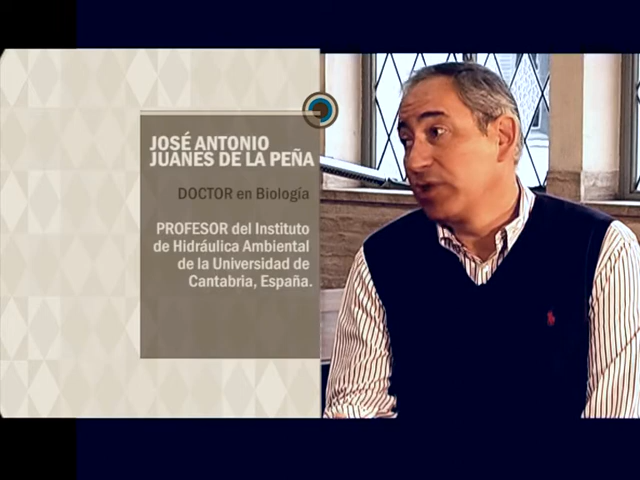 JOSÉ ANTONIO
JUANES DE LA PEÑA
DOCTOR en Biología
PROFESOR del Instituto
de Hidráulica Ambiental
de la Universidad de
Cantabria, España.